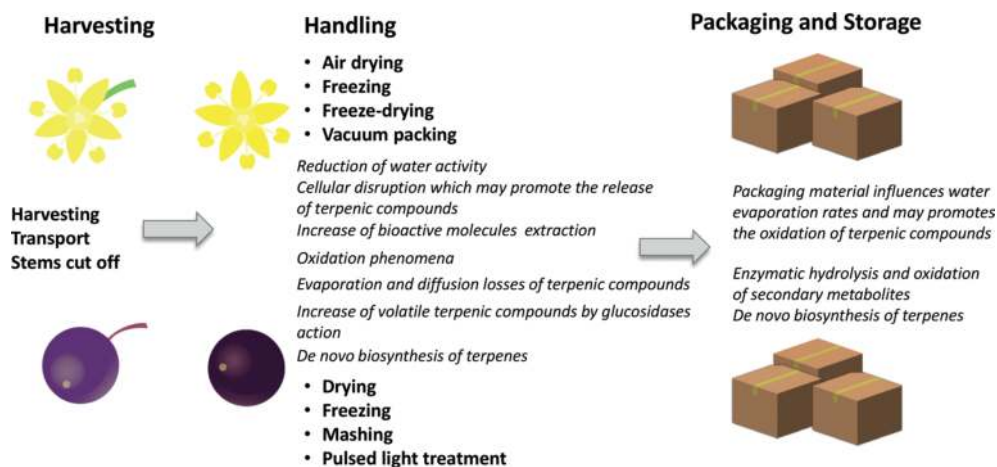 Harvesting
Harvesting
Transport
Stems cut off
Handling
• Air drying
• Freezing
• Freeze-drying
• Vacuum packing
Reduction of water activity
Cellular disruption which may promote the release
of terpenic compounds
Increase of bioactive molecules extraction
Oxidation phenomena
Evaporation and diffusion losses of terpenic compounds
Increase of volatile terpenic compounds by glucosidases
action
De novo biosynthesis of terpenes
• Drying
• Freezing
• Mashing
• Pulsed light treatment
Packaging and Storage
Packaging material influences water
evaporation rates and may promotes
the oxidation of terpenic compounds
Enzymatic hydrolysis and oxidation
of secondary metabolites
De novo biosynthesis of terpenes